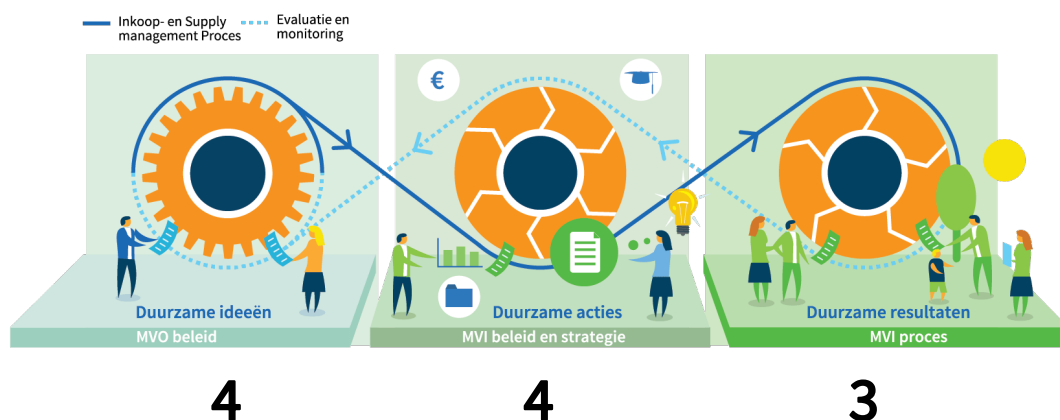 Inkoop- en Supply
management Proces
Evaluatie en
monitoring
€
Duurzame ideeën
MVO beleid
Duurzame acties
MVI beleid en strategie
Duurzame resultaten
MVI proces
4
4
3